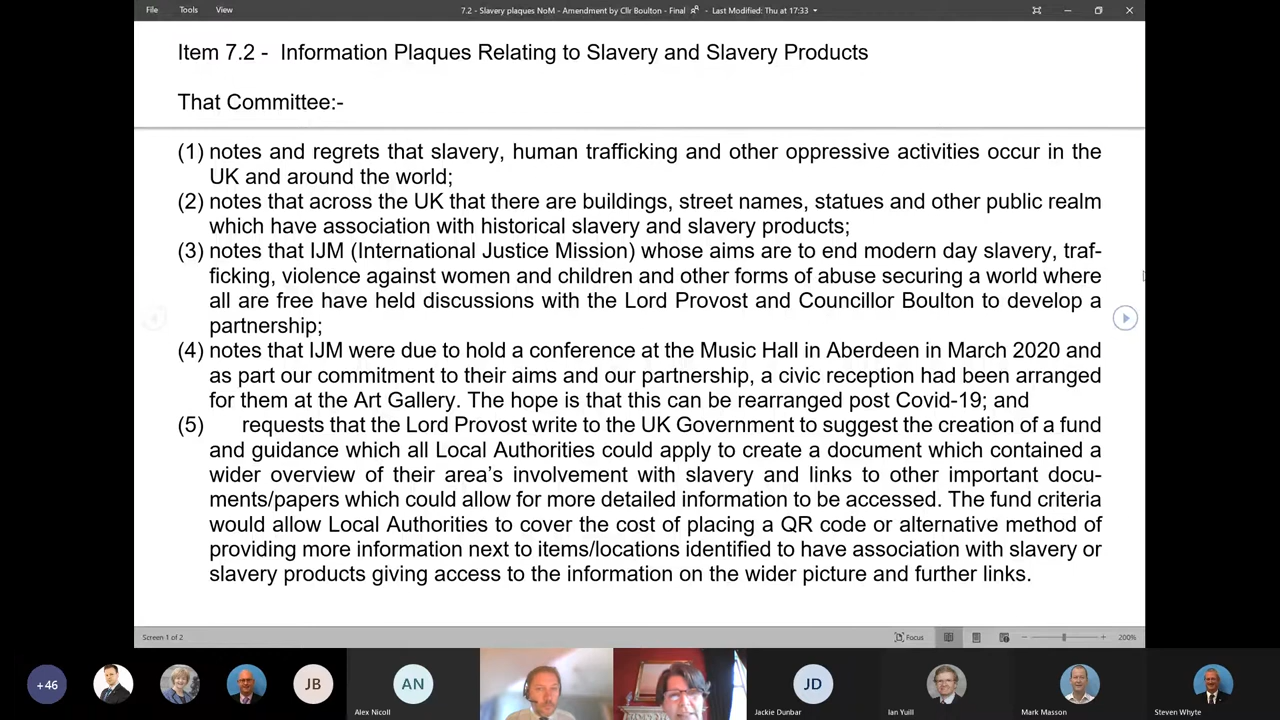 File Tools View 7.2 - Slavery plaques NoM - Amendment by Cllr Boulton - Final Last Modified: Thu at 17:33
Item 7.2 - Information Plaques Relating to Slavery and Slavery Products
That Committee:-
(1) notes and regrets that slavery, human trafficking and other oppressive activities occur in the
UK and around the world;
(2) notes that across the UK that there are buildings, street names, statues and other public realm
which have association with historical slavery and slavery products;
(3) notes that IJM (International Justice Mission) whose aims are to end modern day slavery, traf-
ficking, violence against women and children and other forms of abuse securing a world where
all are free have held discussions with the Lord Provost and Councillor Boulton to develop a
partnership;
(4) notes that IJM were due to hold a conference at the Music Hall in Aberdeen in March 2020 and
as part our commitment to their aims and our partnership, a civic reception had been arranged
for them at the Art Gallery. The hope is that this can be rearranged post Covid-19; and
(5) requests that the Lord Provost write to the UK Government to suggest the creation of a fund
and guidance which all Local Authorities could apply to create a document which contained a
wider overview of their area's involvement with slavery and links to other important docu-
ments/papers which could allow for more detailed information to be accessed. The fund criteria
would allow Local Authorities to cover the cost of placing a QR code or alternative method of
providing more information next to items/locations identified to have association with slavery or
slavery products giving access to the information on the wider picture and further links.
Screen 1 of 2 Focus 200%
+46 JB AN JD
Alex Nicoll Jackie Dunbar Ian Yuill Mark Masson Steven Whyte